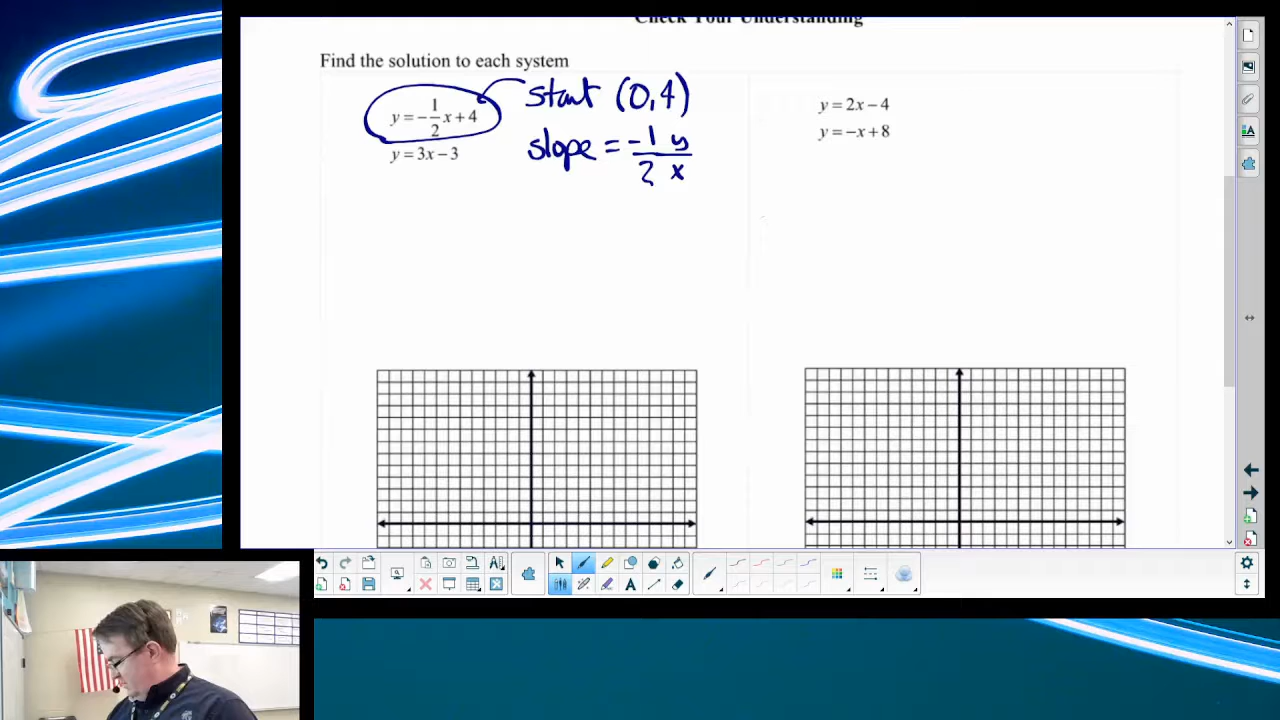 Check Your Understanding
Find the solution to each system
y = -1/2 x + 4
y = 3x - 3
start (0,4)
slope = -1 y / 2 x
y = 2x - 4
y = -x + 8